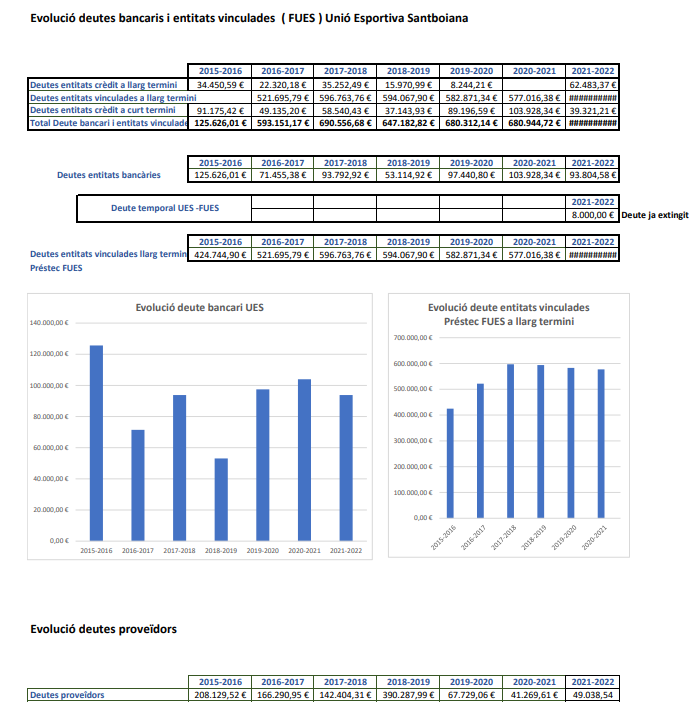 Evolució deutes bancaris i entitats vinculades ( FUES ) Unió Esportiva Santboiana
2015-2016 2016-2017 2017-2018 2018-2019 2019-2020 2020-2021 2021-2022
Deutes entitats crèdit a llarg termini 34.450,59 € 22.320,18 € 35.252,49 € 15.970,99 € 8.244,21 € 62.483,37 €
Deutes entitats vinculades a llarg termini 521.695,79 € 596.763,76 € 594.067,90 € 582.871,34 € 577.016,38 € ##########
Deutes entitats crèdit a curt termini 91.175,42 € 49.135,20 € 58.540,43 € 37.143,93 € 89.196,59 € 103.928,34 € 39.321,21 €
Total Deute bancari i entitats vinculade 125.626,01 € 593.151,17 € 690.556,68 € 647.182,82 € 680.312,14 € 680.944,72 € ##########
2015-2016 2016-2017 2017-2018 2018-2019 2019-2020 2020-2021 2021-2022
Deutes entitats bancàries 125.626,01 € 71.455,38 € 93.792,92 € 53.114,92 € 97.440,80 € 103.928,34 € 93.804,58 €
2021-2022
Deute temporal UES -FUES
8.000,00 € Deute ja extingit
2015-2016 2016-2017 2017-2018 2018-2019 2019-2020 2020-2021 2021-2022
Deutes entitats vinculades llarg termin 424.744,90 € 521.695,79 € 596.763,76 € 594.067,90 € 582.871,34 € 577.016,38 € ##########
Préstec FUES
Evolució deute bancari UES
140.000,00 €
120.000,00 €
100.000,00 €
80.000,00 €
60.000,00 €
40.000,00 €
20.000,00 €
0,00 €
2015-2016 2016-2017 2017-2018 2018-2019 2019-2020 2020-2021 2021-2022
Evolució deute entitats vinculades
Préstec FUES a llarg termini
700.000,00 €
600.000,00 €
500.000,00 €
400.000,00 €
300.000,00 €
200.000,00 €
100.000,00 €
0,00 €
2015-2016 2016-2017 2017-2018 2018-2019 2019-2020 2020-2021
Evolució deutes proveïdors
2015-2016 2016-2017 2017-2018 2018-2019 2019-2020 2020-2021 2021-2022
Deutes proveïdors 208.129,52 € 166.290,95 € 142.404,31 € 390.287,99 € 67.729,06 € 41.269,61 € 49.038,54